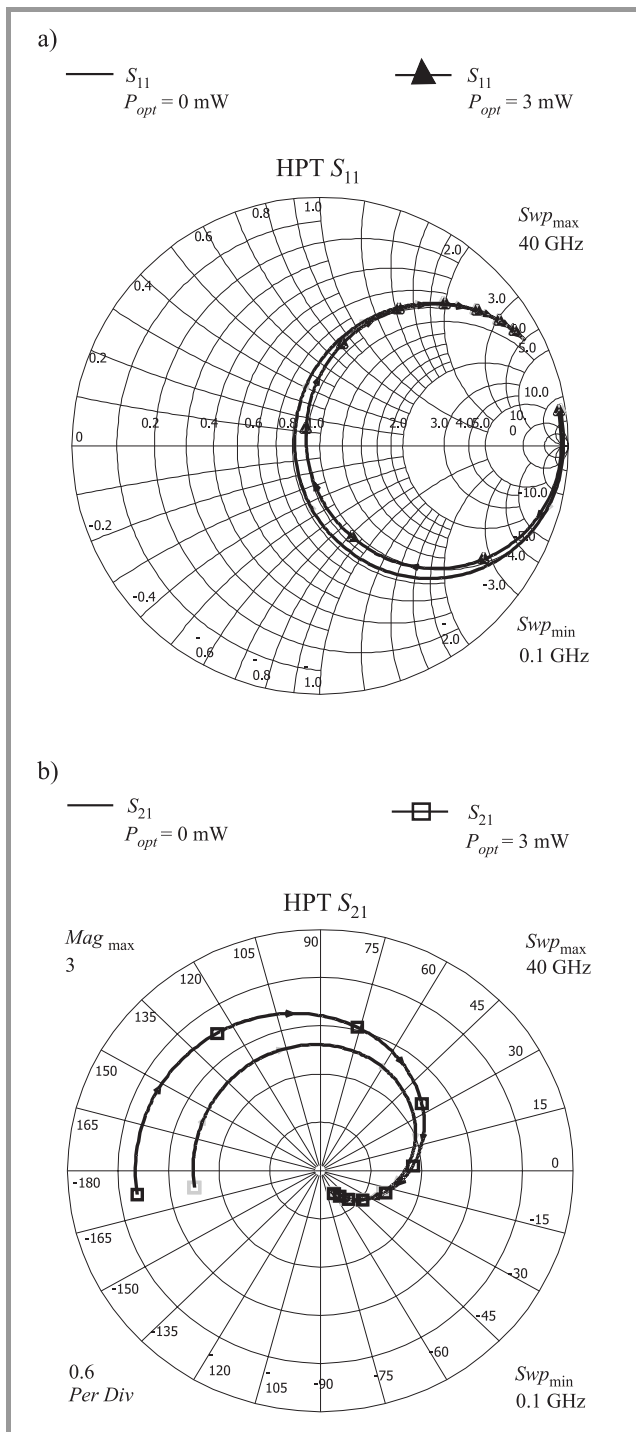 a)
S11 S11
Popt = 0 mW Popt = 3 mW
HPT S11
Swpmax
40 GHz
1.0
0.8
0.6
2.0
0.4
3.0
0
5.0
0.2
10.0
10.
0 0.2 0.4 0.6 0.8 1.0 2.0 3.0 4.0 5.0 0
-10.0
-0.2
-5.0
4.0
-3.0
-0.4
-
2.0
-
0.6
-
0.8
-
1.0
Swpmin
0.1 GHz
b)
S21 S21
Popt = 0 mW Popt = 3 mW
HPT S21
Mag max
3
Swpmax
40 GHz
90
105 75
120 60
135 45
150 30
165 15
-180 0
-165 -15
-150 -30
-135 -45
-
120 -60
-
105 -75
-90
0.6
Per Div
Swpmin
0.1 GHz